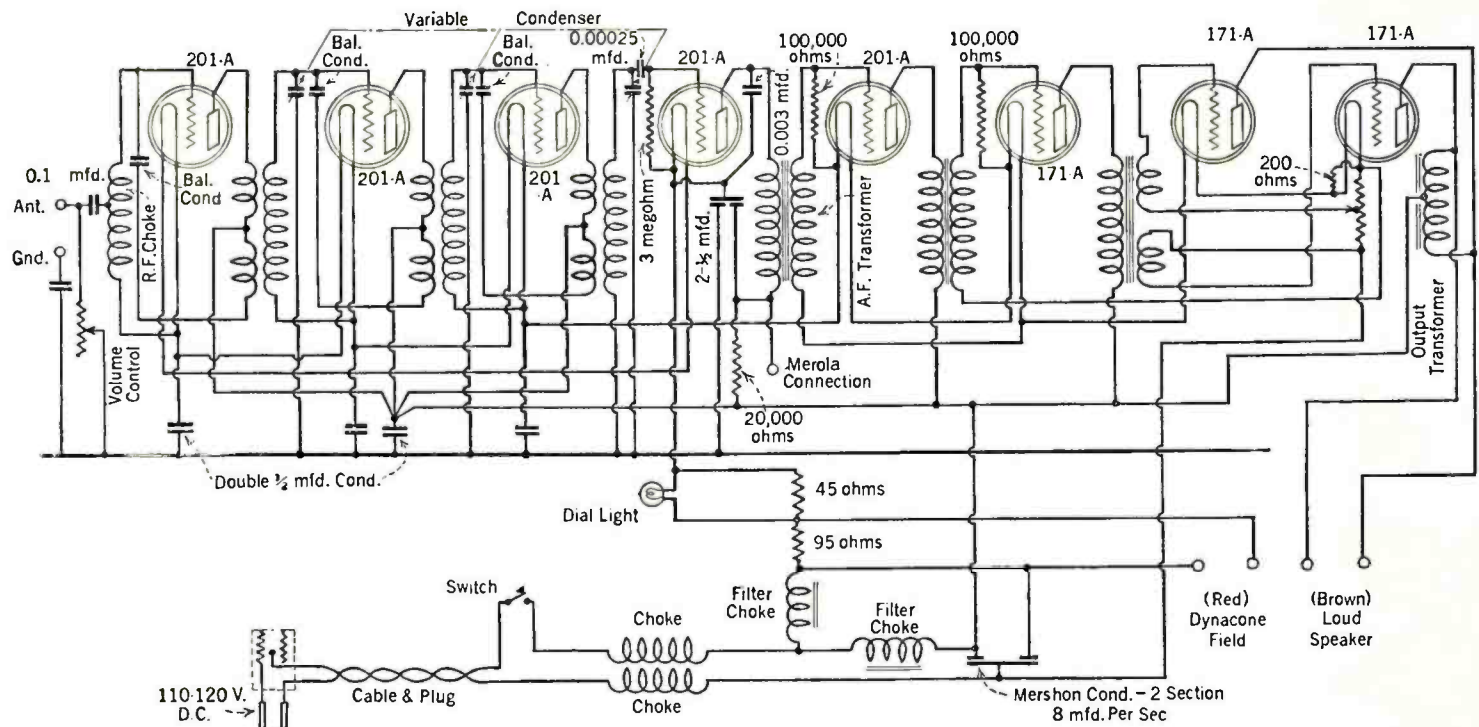 Variable Condenser
201-A
Bal.
Cond.
Bal.
Cond.
0.00025
mfd.
201-A
100,000
ohms
201-A
100,000
ohms
171-A
171-A
0.1 mfd.
Ant.
Gnd.
Bal.
Cond
R.F. Choke
Volume
Control
201-A
201
-A
3 megohm
2-½ mfd.
0.003 mfd.
A.F. Transformer
171-A
200
ohms
Output
Transformer
Merola
Connection
20,000
ohms
Double ½ mfd. Cond.
Dial Light
45 ohms
95 ohms
Switch
Choke
Choke
Filter
Choke
Filter
Choke
(Red)
Dynacone
Field
(Brown)
Loud
Speaker
110-120 V.
D.C.
Cable & Plug
Mershon Cond. - 2 Section
8 mfd. Per Sec